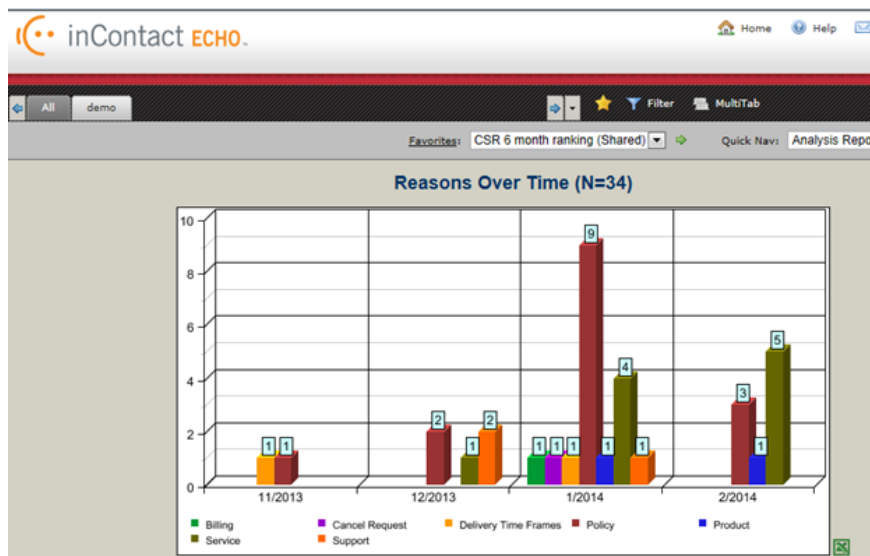 inContact ECHO™
Home Help
All demo Filter MultiTab
Favorites: CSR 6 month ranking (Shared) Quick Nav: Analysis Repo
Reasons Over Time (N=34)
10
9
8
6
5
4
4
3
2
2 2
1 1 1 1 1 1 1 1 1 1
0
11/2013 12/2013 1/2014 2/2014
Billing Cancel Request Delivery Time Frames Policy Product
Service Support